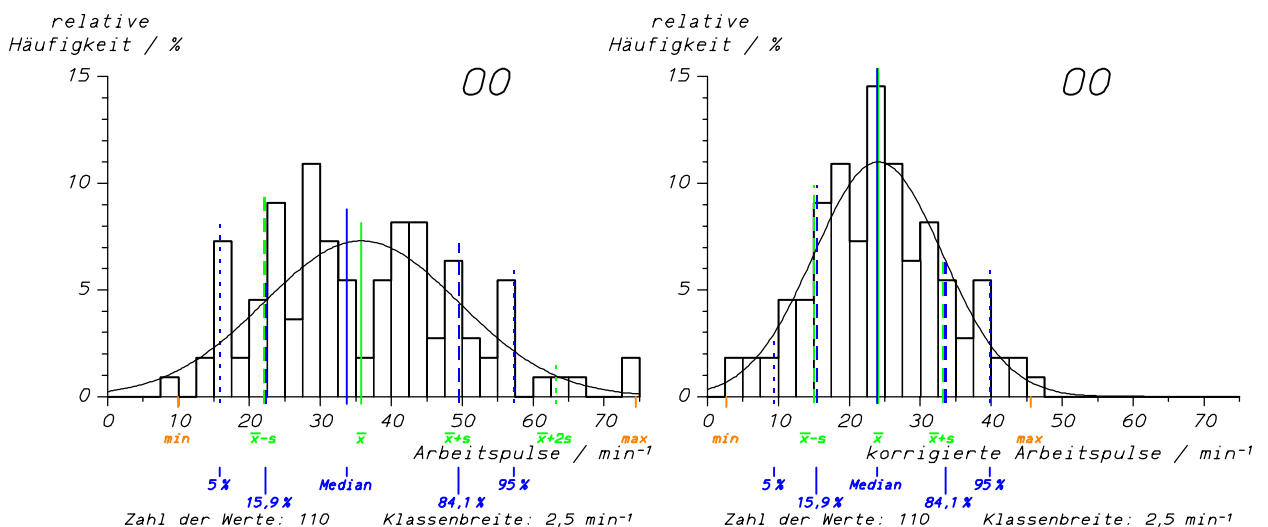 relative
Häufigkeit / %
OO
15
10
5
0
0 10 20 30 40 50 60 70
min x̅-s x̅ x̅+s x̅+2s max
Arbeitspulse / min⁻¹
5% Median 95%
15,9% 84,1%
Zahl der Werte: 110 Klassenbreite: 2,5 min⁻¹
relative
Häufigkeit / %
OO
15
10
5
0
0 10 20 30 40 50 60 70
min x̅-s x̅ x̅+s max
korrigierte Arbeitspulse / min⁻¹
5% Median 95%
15,9% 84,1%
Zahl der Werte: 110 Klassenbreite: 2,5 min⁻¹